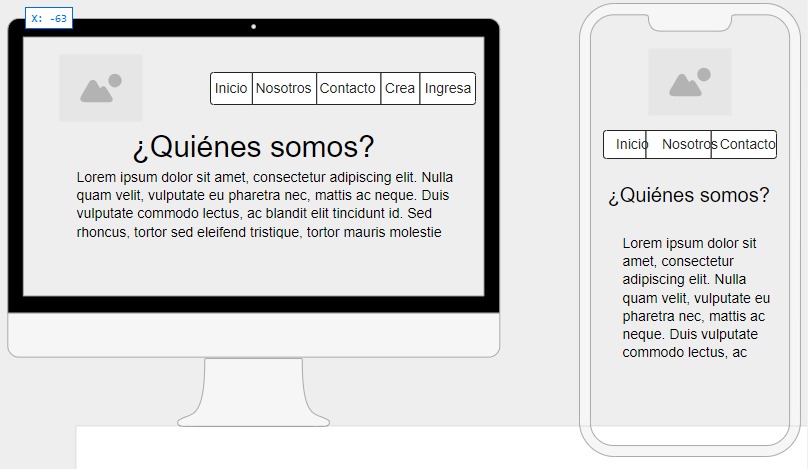 X: -63
Inicio Nosotros Contacto Crea Ingresa
¿Quiénes somos?
Lorem ipsum dolor sit amet, consectetur adipiscing elit. Nulla
quam velit, vulputate eu pharetra nec, mattis ac neque. Duis
vulputate commodo lectus, ac blandit elit tincidunt id. Sed
rhoncus, tortor sed eleifend tristique, tortor mauris molestie
Inicio Nosotros Contacto
¿Quiénes somos?
Lorem ipsum dolor sit
amet, consectetur
adipiscing elit. Nulla
quam velit, vulputate eu
pharetra nec, mattis ac
neque. Duis vulputate
commodo lectus, ac